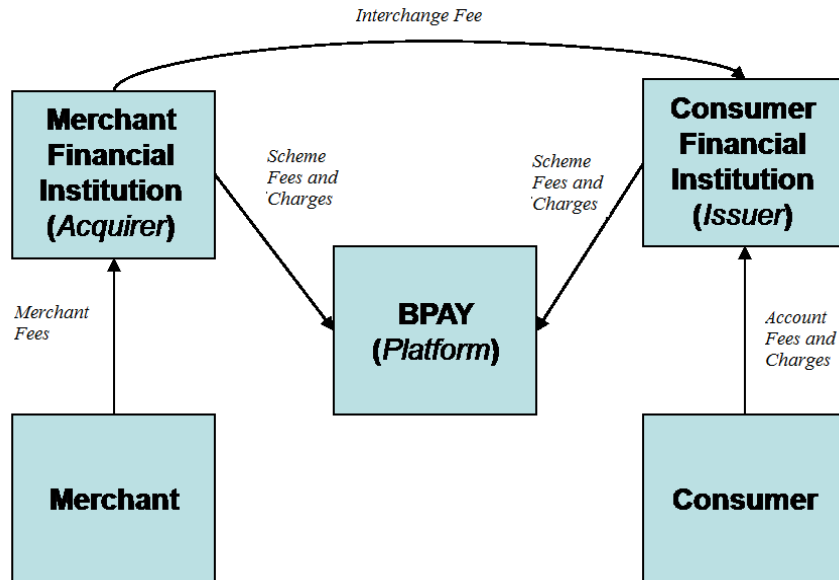 Interchange Fee
Merchant
Financial
Institution
(Acquirer)
Consumer
Financial
Institution
(Issuer)
Scheme
Fees and
Charges
Scheme
Fees and
Charges
BPAY
(Platform)
Merchant
Fees
Account
Fees and
Charges
Merchant
Consumer